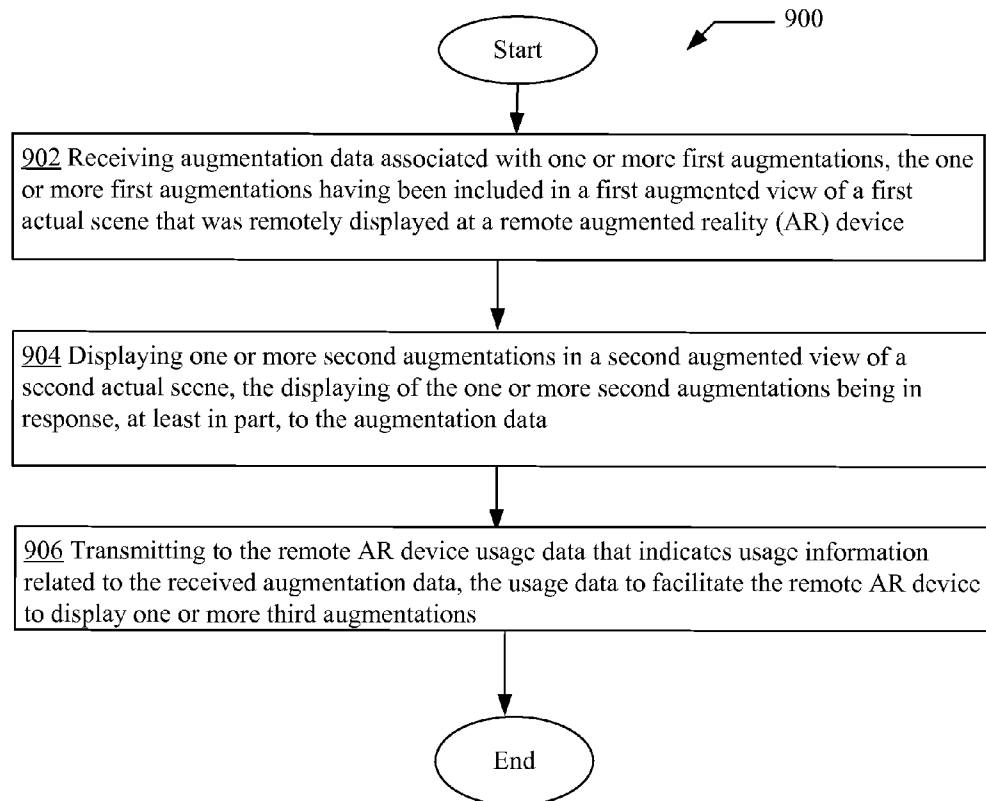 900
Start
902 Receiving augmentation data associated with one or more first augmentations, the one
or more first augmentations having been included in a first augmented view of a first
actual scene that was remotely displayed at a remote augmented reality (AR) device
904 Displaying one or more second augmentations in a second augmented view of a
second actual scene, the displaying of the one or more second augmentations being in
response, at least in part, to the augmentation data
906 Transmitting to the remote AR device usage data that indicates usage information
related to the received augmentation data, the usage data to facilitate the remote AR device
to display one or more third augmentations
End